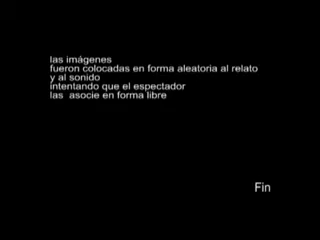 las imágenes
fueron colocadas en forma aleatoria al relato
y al sonido
intentando que el espectador
las  asocie en forma libre
Fin